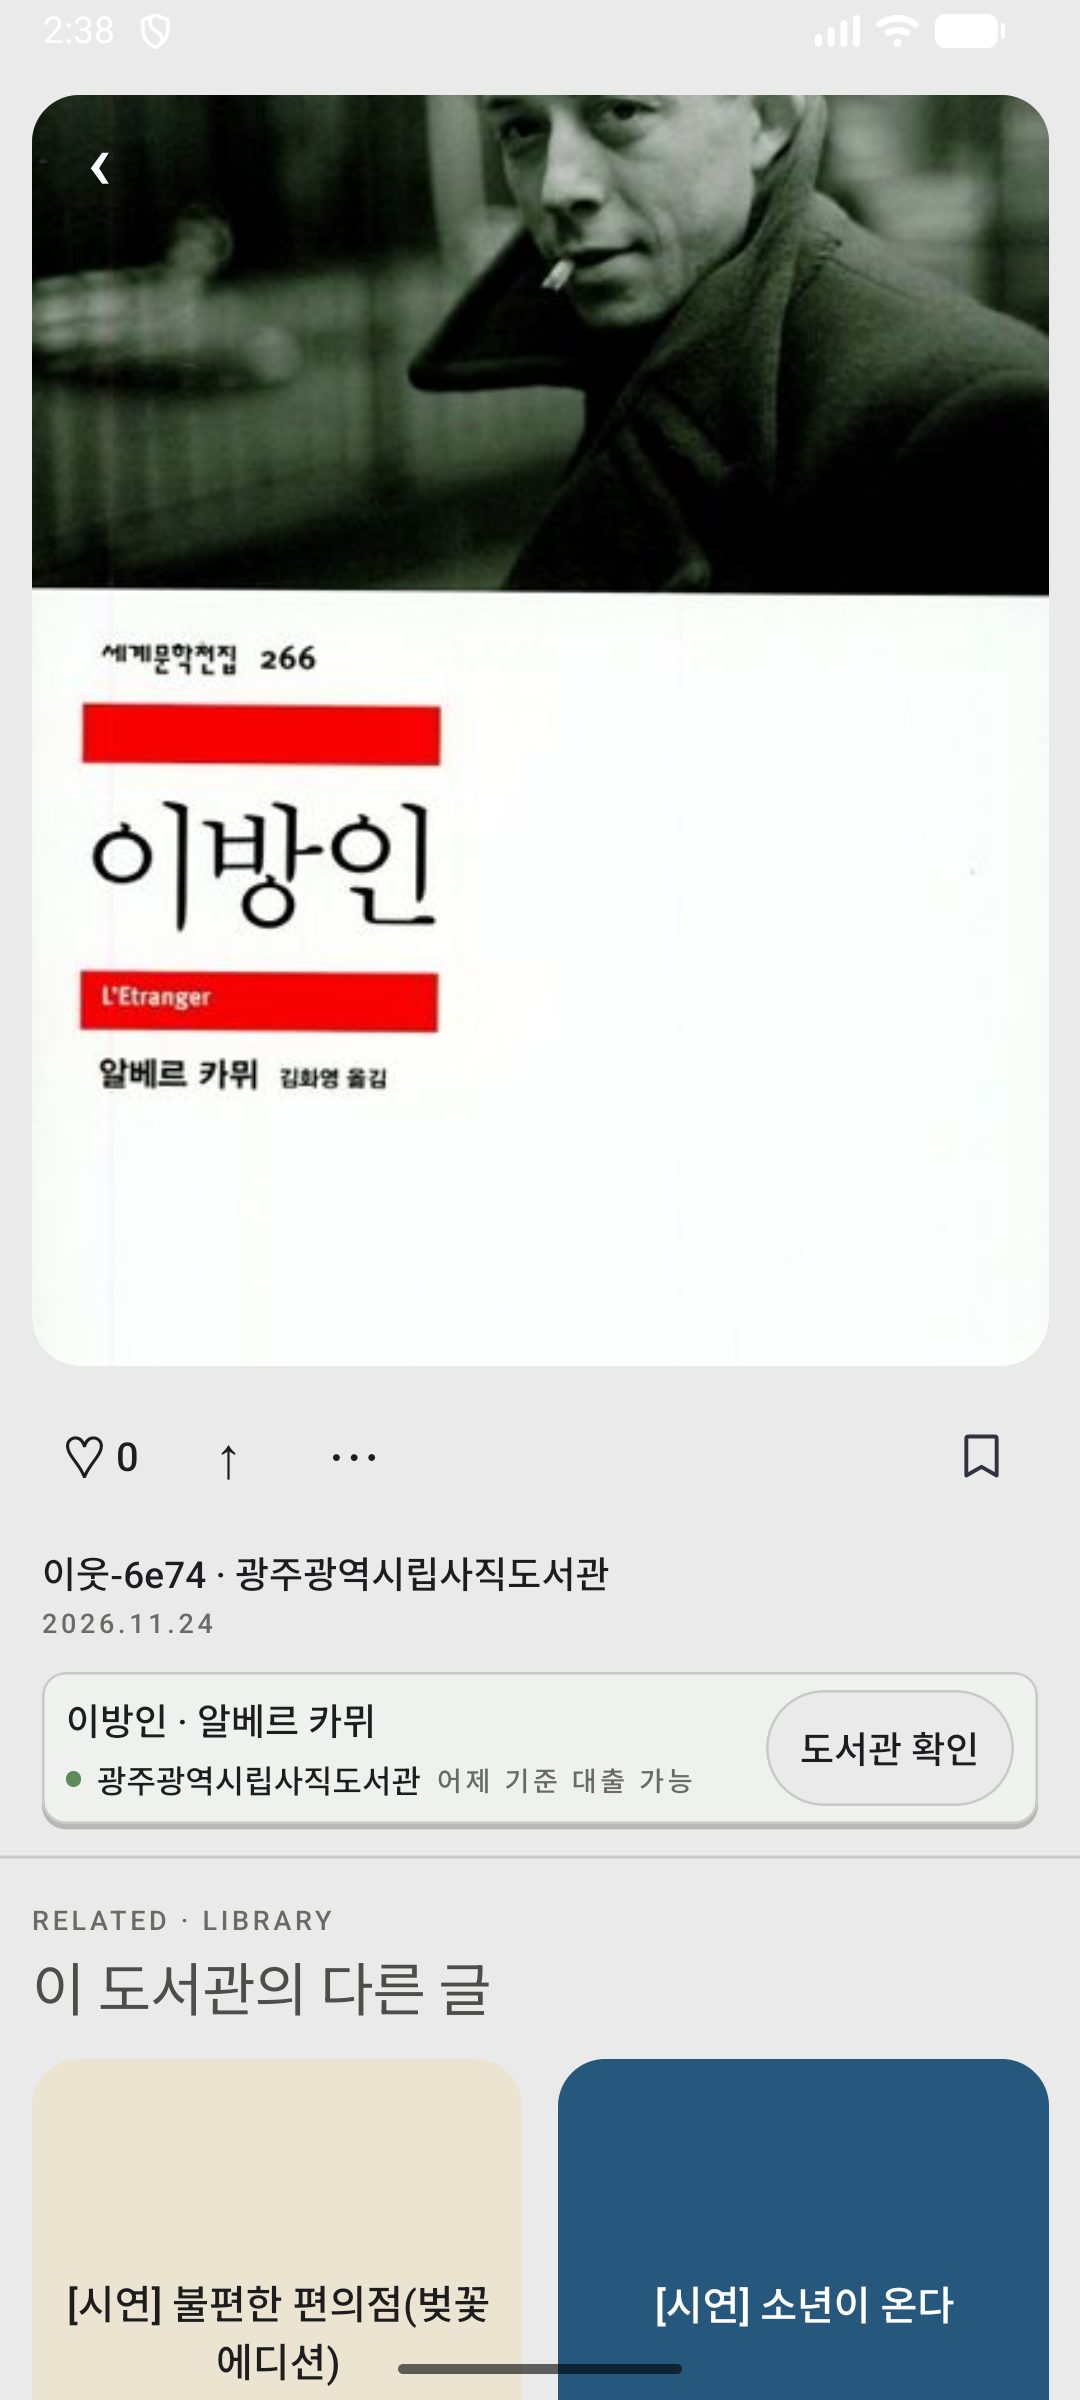 2:38
세계문학전집 266
이방인
L'Etranger
알베르 카뮈 김화영 옮김
0
이웃-6e74 · 광주광역시립사직도서관
2026.11.24
이방인 · 알베르 카뮈
광주광역시립사직도서관 어제 기준 대출 가능
도서관 확인
RELATED · LIBRARY
이 도서관의 다른 글
[시연] 불편한 편의점(벚꽃
에디션)
[시연] 소년이 온다